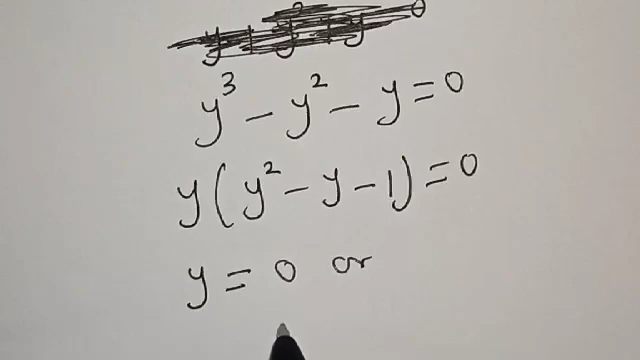 y³ - y² - y = 0
y(y² - y - 1) = 0
y = 0 or